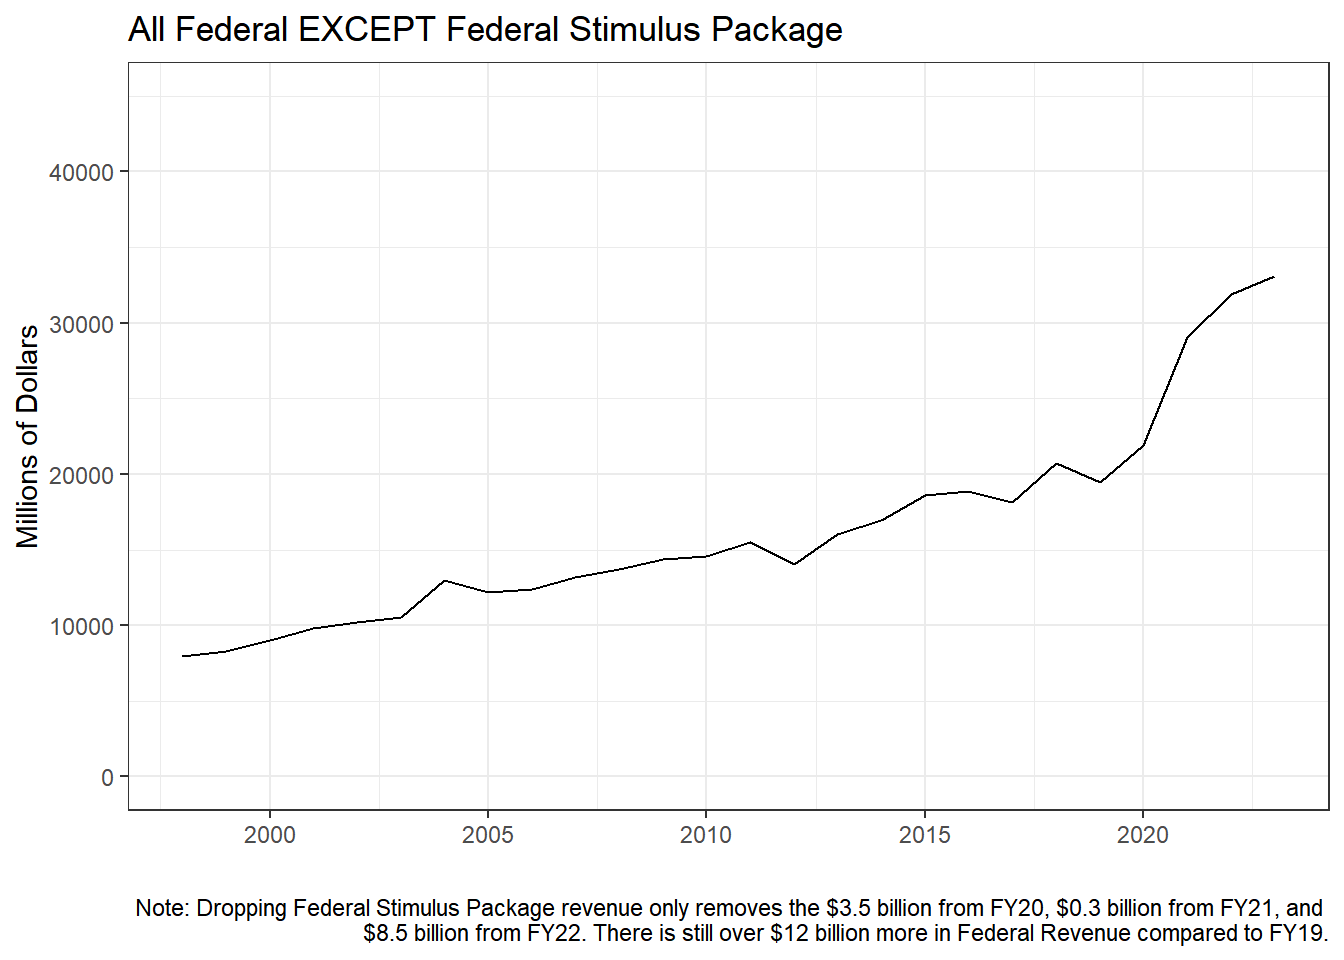 All Federal EXCEPT Federal Stimulus Package
Millions of Dollars
40000
30000
20000
10000
0
2000
2005
2010
2015
2020
Note: Dropping Federal Stimulus Package revenue only removes the $3.5 billion from FY20, $0.3 billion from FY21, and
$8.5 billion from FY22. There is still over $12 billion more in Federal Revenue compared to FY19.